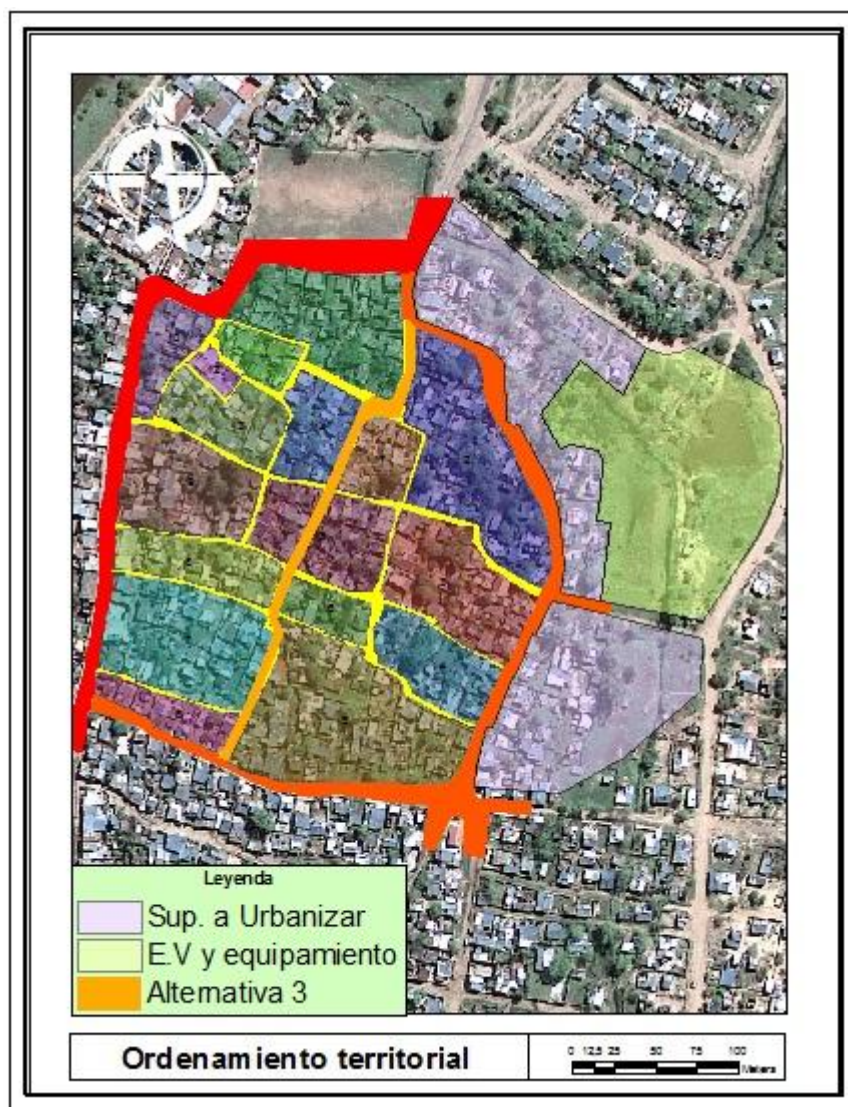 N
Leyenda
Sup. a Urbanizar
E.V y equipamiento
Alternativa 3
Ordenamiento territorial
0 12,5 25 50 75 100
Meters